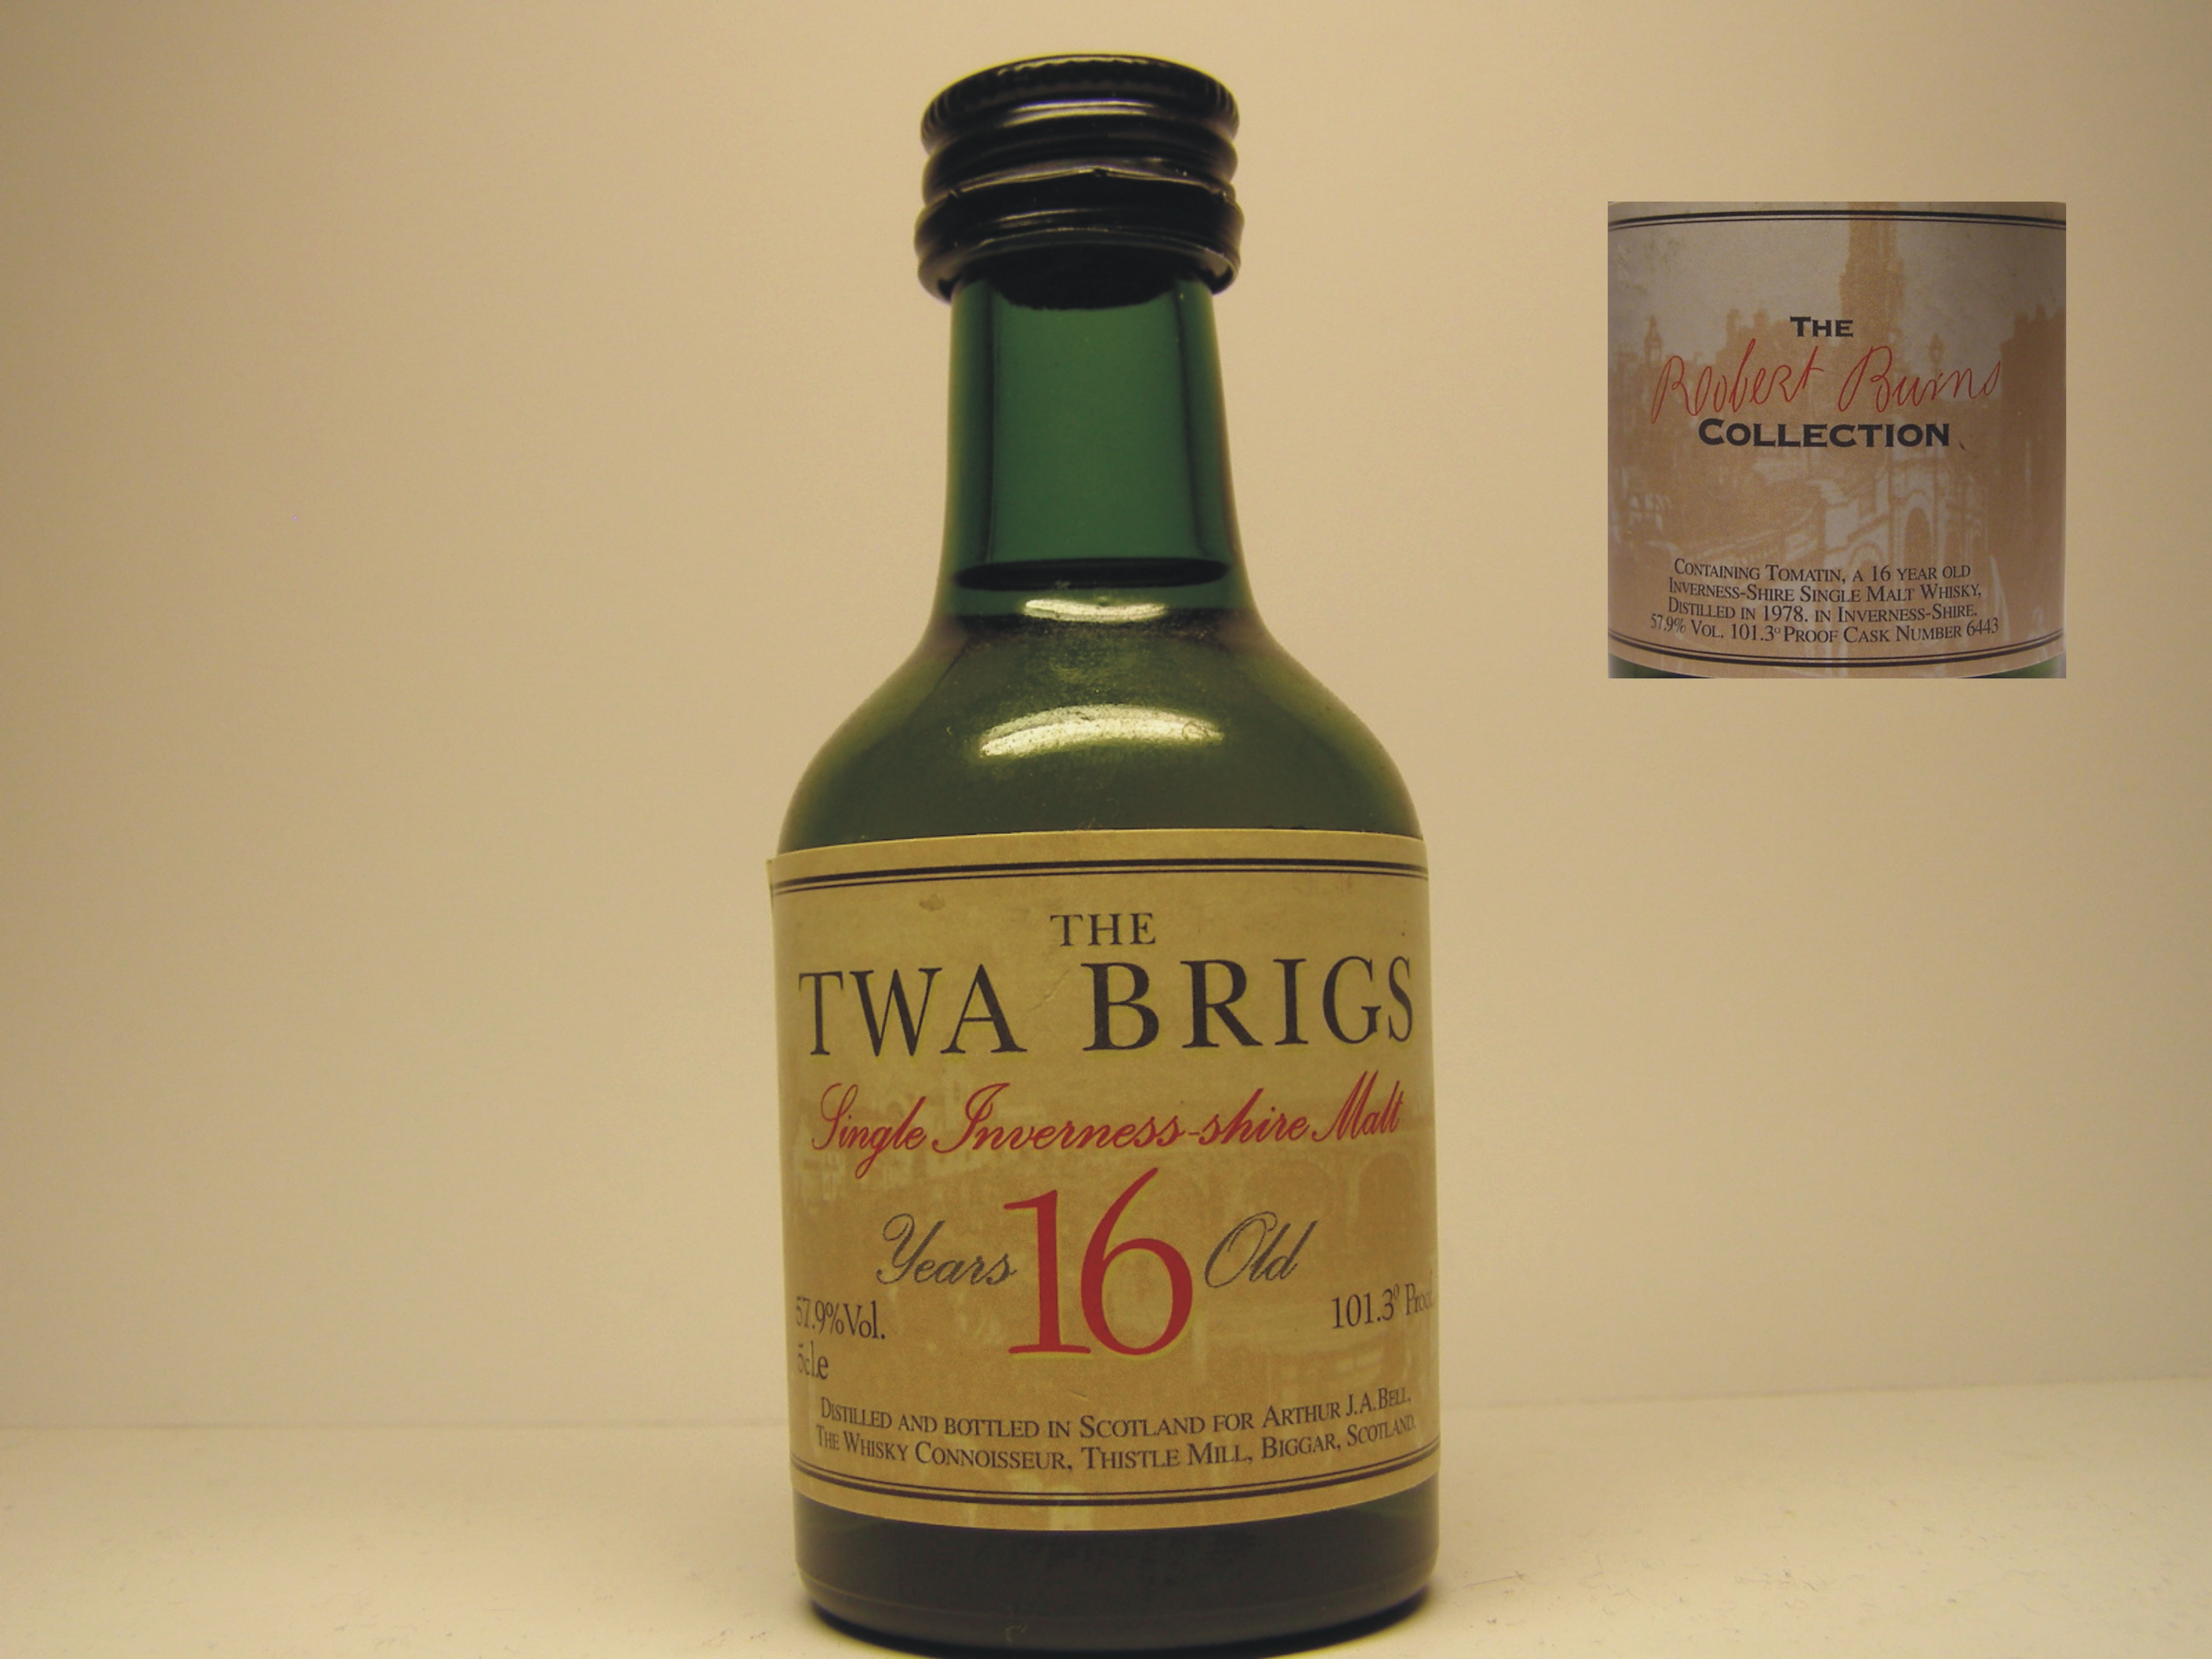 THE
TWA BRIGS
Single Inverness-shire Malt
Years 16 Old
57.9%Vol.
101.3º Proof
5cl.e
DISTILLED AND BOTTLED IN SCOTLAND FOR ARTHUR J.A. BELL,
THE WHISKY CONNOISSEUR, THISTLE MILL, BIGGAR, SCOTLAND.
THE
Robert Burns
COLLECTION
CONTAINING TOMATIN, A 16 YEAR OLD
INVERNESS-SHIRE SINGLE MALT WHISKY,
DISTILLED IN 1978. IN INVERNESS-SHIRE.
57.9% VOL. 101.3º PROOF CASK NUMBER 6443